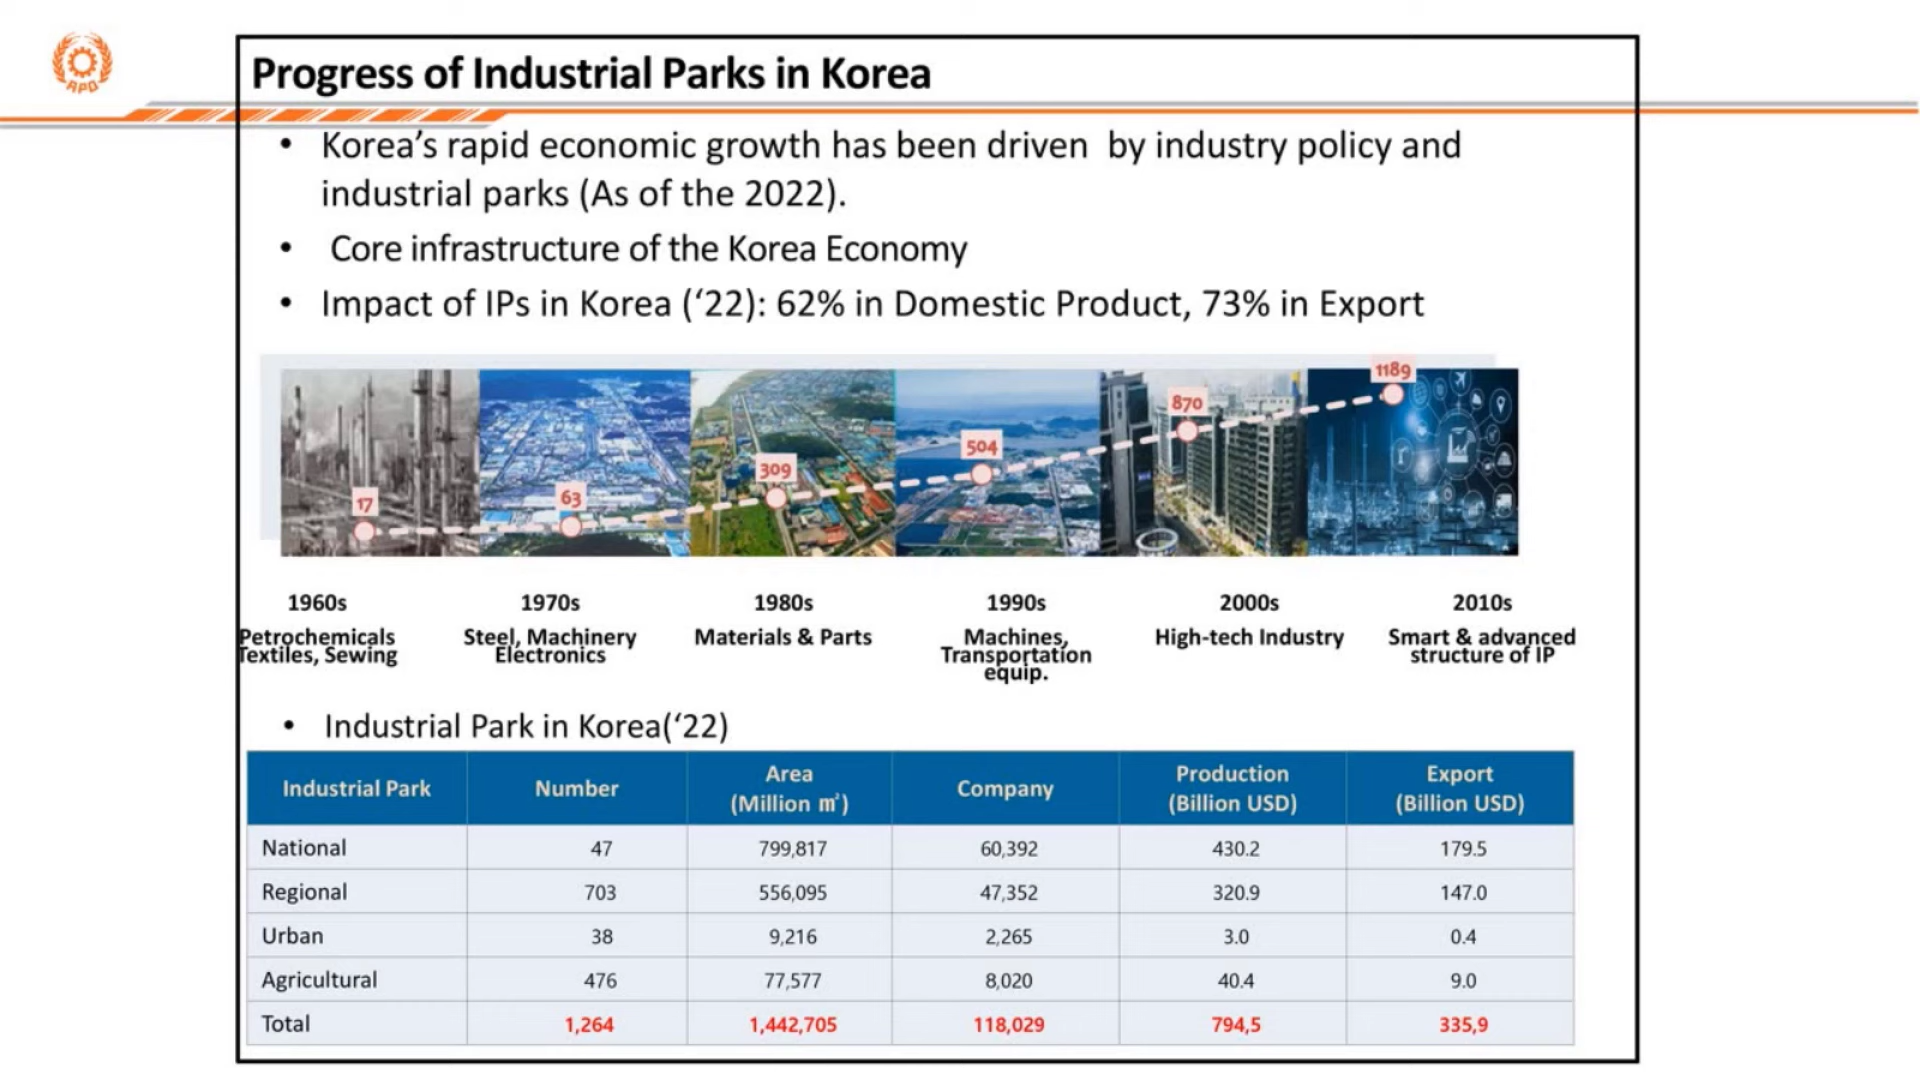 APO
Progress of Industrial Parks in Korea
• Korea’s rapid economic growth has been driven by industry policy and
industrial parks (As of the 2022).
• Core infrastructure of the Korea Economy
• Impact of IPs in Korea (‘22): 62% in Domestic Product, 73% in Export
17
63
309
504
870
1189
1960s 1970s 1980s 1990s 2000s 2010s
Petrochemicals
Textiles, Sewing
Steel, Machinery
Electronics
Materials & Parts
Machines,
Transportation
equip.
High-tech Industry
Smart & advanced
structure of IP
• Industrial Park in Korea(‘22)
Industrial Park Number Area (Million ㎡) Company Production (Billion USD) Export (Billion USD)
National 47 799,817 60,392 430.2 179.5
Regional 703 556,095 47,352 320.9 147.0
Urban 38 9,216 2,265 3.0 0.4
Agricultural 476 77,577 8,020 40.4 9.0
Total 1,264 1,442,705 118,029 794,5 335,9